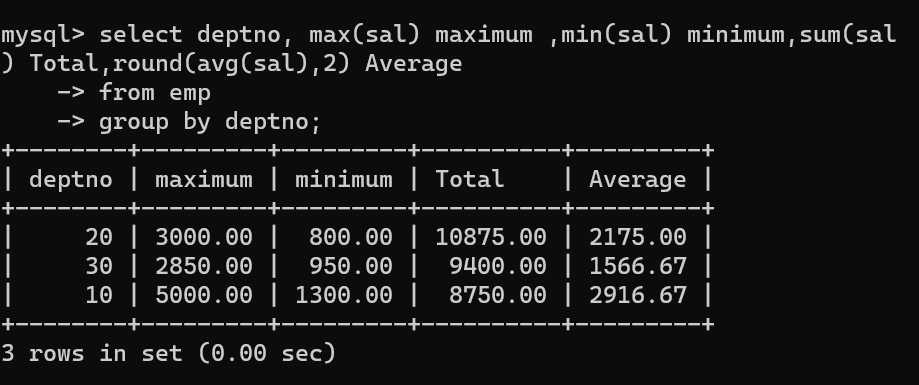 mysql> select deptno, max(sal) maximum ,min(sal) minimum,sum(sal
) Total,round(avg(sal),2) Average
    -> from emp
    -> group by deptno;
+--------+---------+---------+----------+---------+
| deptno | maximum | minimum | Total    | Average |
+--------+---------+---------+----------+---------+
|     20 | 3000.00 |  800.00 | 10875.00 | 2175.00 |
|     30 | 2850.00 |  950.00 |  9400.00 | 1566.67 |
|     10 | 5000.00 | 1300.00 |  8750.00 | 2916.67 |
+--------+---------+---------+----------+---------+
3 rows in set (0.00 sec)